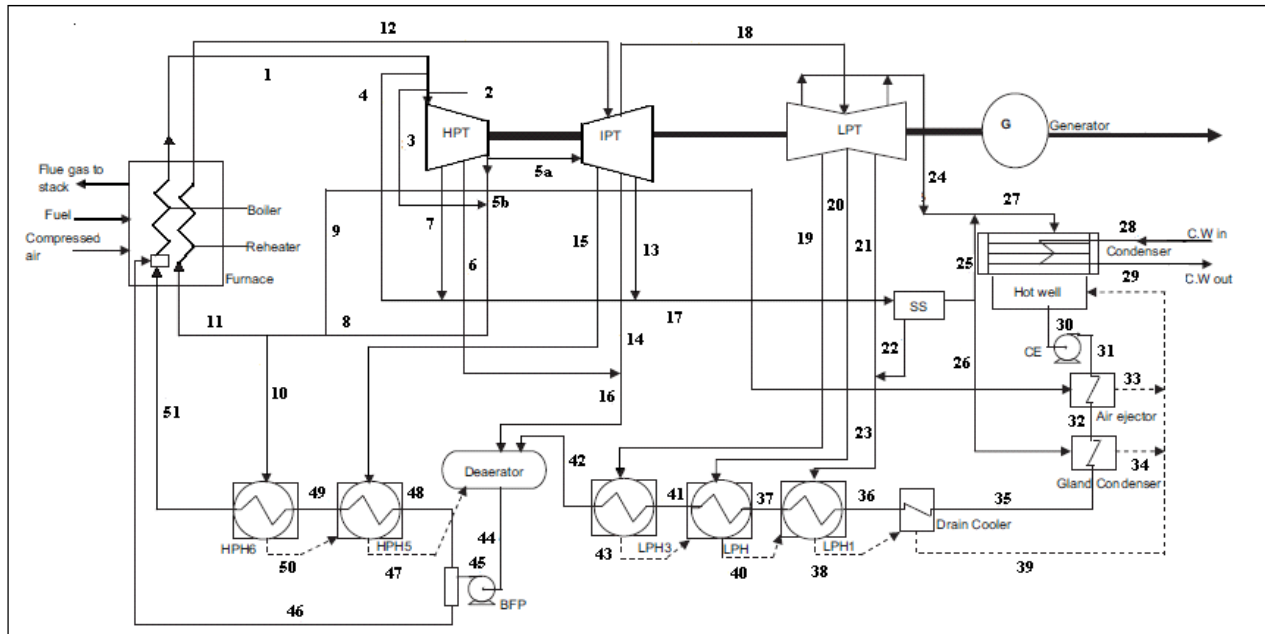 12
18
1
4
2
3
HPT
IPT
LPT
G
Generator
5a
5b
Flue gas to
stack
Fuel
Compressed
air
Boiler
Reheater
Furnace
9
7
6
15
13
20
19
21
24
27
28
C.W in
Condenser
25
29
C.W out
Hot well
SS
11
8
17
14
22
30
CE
31
26
33
Air ejector
32
10
16
51
23
34
Gland Condenser
42
Deaerator
49
48
41
37
36
35
Drain Cooler
HPH6
50
HPH5
47
44
45
BFP
43
LPH3
LPH
40
LPH1
38
39
46